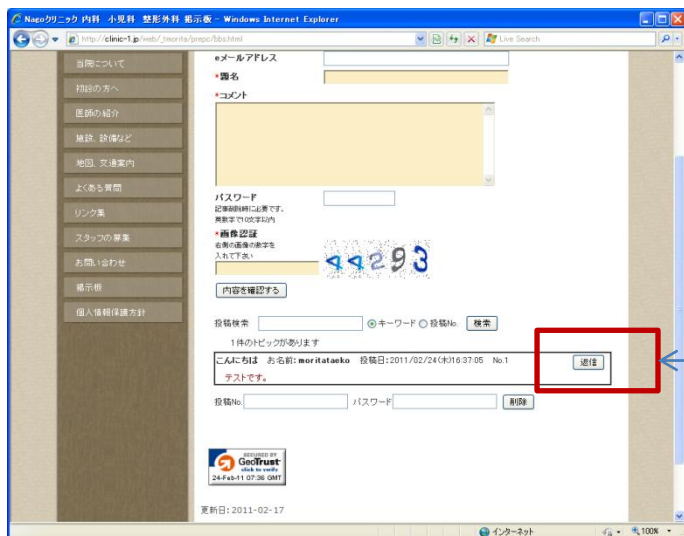 Nagoクリニック 内科 小児科 整形外科 掲示板 - Windows Internet Explorer
http://clinic-1.jp/web/_tmorita/prepc/bbs.html
Live Search
当院について
初診の方へ
医師の紹介
施設、設備など
地図、交通案内
よくある質問
リンク集
スタッフの募集
お問い合わせ
掲示板
個人情報保護方針
eメールアドレス
*題名
*コメント
パスワード
記事削除時に必要です。
英数字で10文字以内
*画像認証
右側の画像の数字を
入れて下さい
44293
内容を確認する
投稿検索 キーワード 投稿No. 検索
1件のトピックがあります
こんにちは お名前:moritataeko 投稿日:2011/02/24(木)16:37:05 No.1 返信
テストです。
投稿No. パスワード 削除
SECURED BY
GeoTrust
click to verify
24-Feb-11 07:36 GMT
更新日:2011-02-17
インターネット
100%